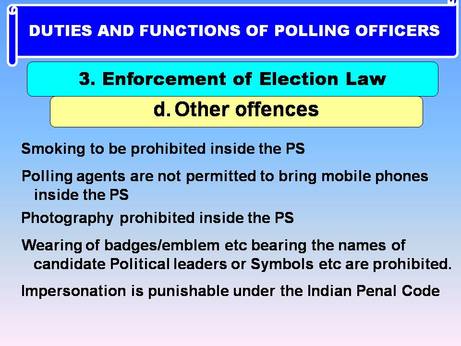 DUTIES AND FUNCTIONS OF POLLING OFFICERS
3. Enforcement of Election Law
d. Other offences
Smoking to be prohibited inside the PS
Polling agents are not permitted to bring mobile phones
inside the PS
Photography prohibited inside the PS
Wearing of badges/emblem etc bearing the names of
candidate Political leaders or Symbols etc are prohibited.
Impersonation is punishable under the Indian Penal Code